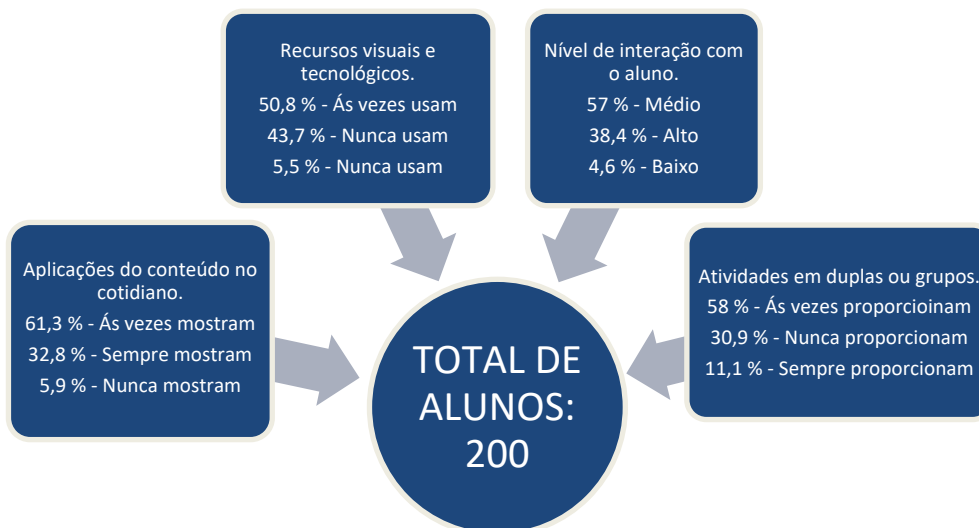 Recursos visuais e
tecnológicos.
50,8 % - Ás vezes usam
43,7 % - Nunca usam
5,5 % - Nunca usam
Nível de interação com
o aluno.
57 % - Médio
38,4 % - Alto
4,6 % - Baixo
Aplicações do conteúdo no
cotidiano.
61,3 % - Ás vezes mostram
32,8 % - Sempre mostram
5,9 % - Nunca mostram
Atividades em duplas ou grupos.
58 % - Ás vezes proporcioinam
30,9 % - Nunca proporcionam
11,1 % - Sempre proporcionam
TOTAL DE
ALUNOS:
200